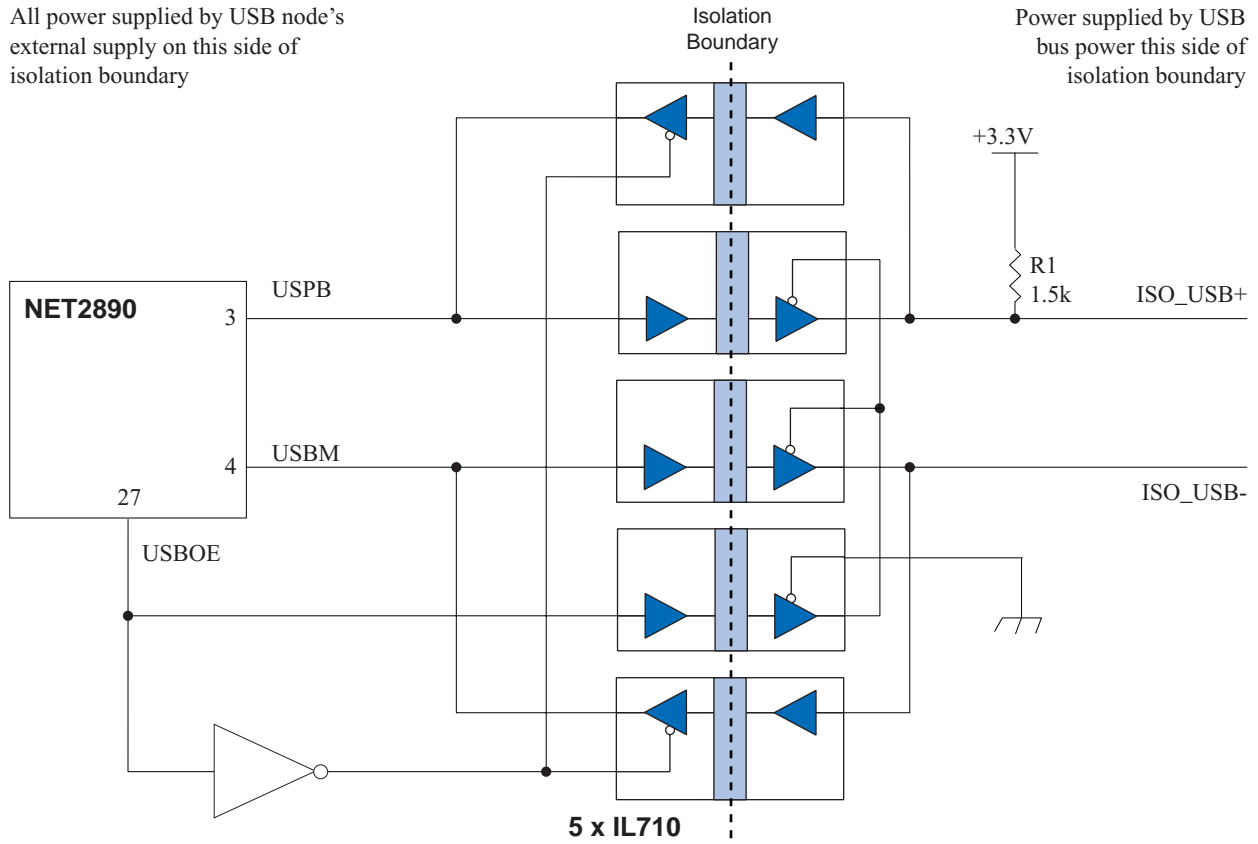 All power supplied by USB node's
external supply on this side of
isolation boundary
Isolation
Boundary
Power supplied by USB
bus power this side of
isolation boundary
+3.3V
R1
1.5k
NET2890
3
USPB
ISO_USB+
4
USBM
ISO_USB-
27
USBOE
5 x IL710